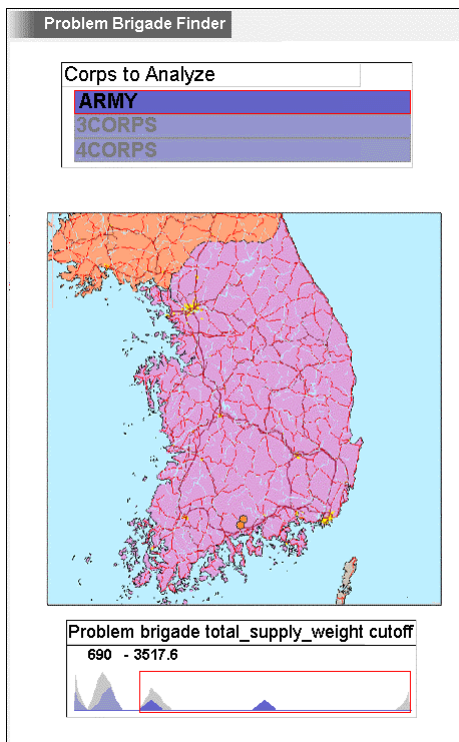 Problem Brigade Finder
Corps to Analyze
ARMY
3CORPS
4CORPS
Problem brigade total_supply_weight cutoff
690 - 3517.6